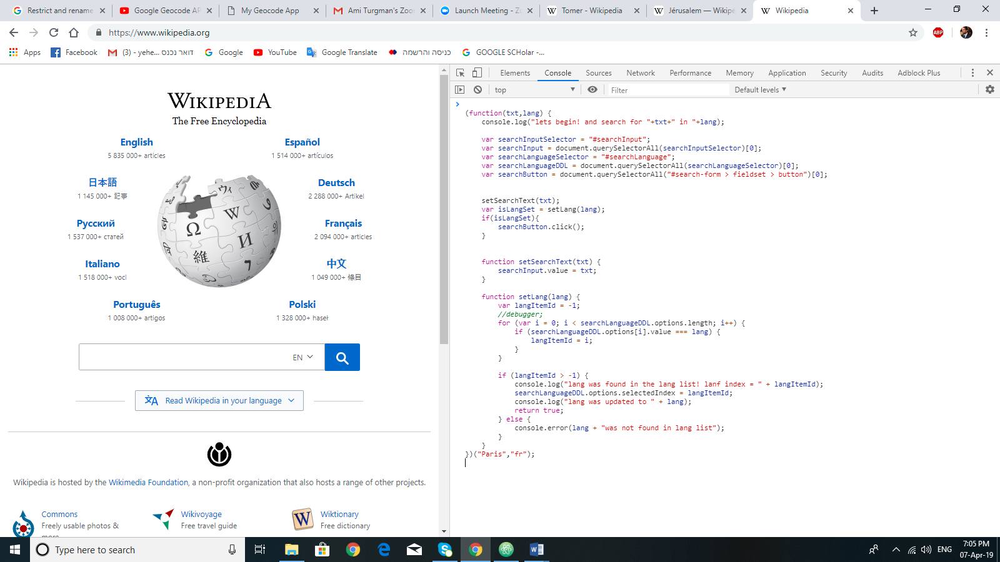 Restrict and rename
Google Geocode AP
My Geocode App
Ami Turgman's Zoo
Launch Meeting - Zo
Tomer - Wikipedia
Jérusalem — Wikipé
Wikipedia
https://www.wikipedia.org
ABP
Apps
Facebook
(3) - yehe... דואר נכנס
Google
YouTube
Google Translate
כניסה והרשמה
GOOGLE SCHolar -...
WIKIPEDIA
The Free Encyclopedia
English
5 835 000+ articles
Español
1 514 000+ artículos
日本語
1 145 000+ 記事
Deutsch
2 288 000+ Artikel
Русский
1 537 000+ статей
Français
2 094 000+ articles
Italiano
1 518 000+ voci
中文
1 049 000+ 條目
Português
1 008 000+ artigos
Polski
1 328 000+ haseł
EN
Read Wikipedia in your language
Wikipedia is hosted by the Wikimedia Foundation, a non-profit organization that also hosts a range of other projects.
Commons
Freely usable photos &
more
Wikivoyage
Free travel guide
Wiktionary
Free dictionary
Elements
Console
Sources
Network
Performance
Memory
Application
Security
Audits
Adblock Plus
top
Filter
Default levels
(function(txt,lang) {
console.log("lets begin! and search for "+txt+" in "+lang);
var searchInputSelector = "#searchInput";
var searchInput = document.querySelectorAll(searchInputSelector)[0];
var searchLanguageSelector = "#searchLanguage";
var searchLanguageDDL = document.querySelectorAll(searchLanguageSelector)[0];
var searchButton = document.querySelectorAll("#search-form > fieldset > button")[0];
setSearchText(txt);
var isLangSet = setLang(lang);
if(isLangSet){
searchButton.click();
}
function setSearchText(txt) {
searchInput.value = txt;
}
function setLang(lang) {
var langItemId = -1;
//debugger;
for (var i = 0; i < searchLanguageDDL.options.length; i++) {
if (searchLanguageDDL.options[i].value === lang) {
langItemId = i;
}
}
if (langItemId > -1) {
console.log("lang was found in the lang list! lanf index = " + langItemId);
searchLanguageDDL.options.selectedIndex = langItemId;
console.log("lang was updated to " + lang);
return true;
} else {
console.error(lang + "was not found in lang list");
}
}
})("Paris","fr");
Type here to search
ENG
7:05 PM
07-Apr-19